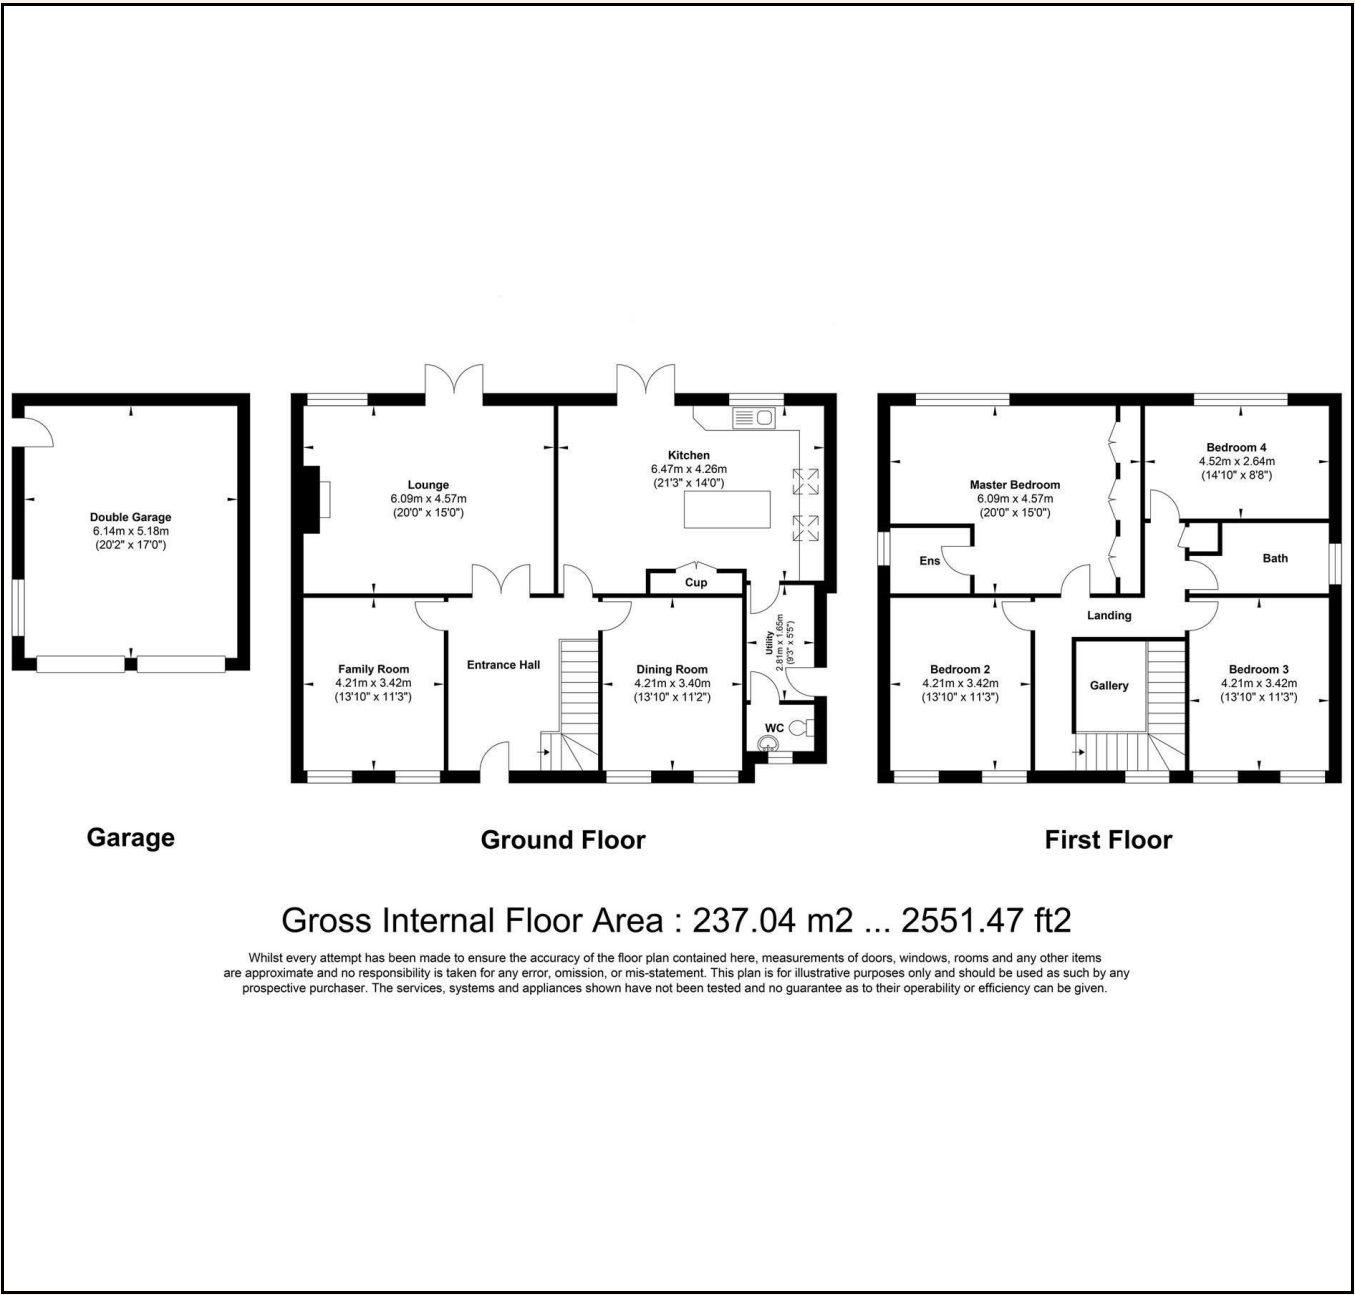 Double Garage
6.14m x 5.18m
(20'2" x 17'0")
Lounge
6.09m x 4.57m
(20'0" x 15'0")
Kitchen
6.47m x 4.26m
(21'3" x 14'0")
Cup
Family Room
4.21m x 3.42m
(13'10" x 11'3")
Entrance Hall
Dining Room
4.21m x 3.40m
(13'10" x 11'2")
Utility
2.81m x 1.65m
(9'3" x 5'5")
WC
Master Bedroom
6.09m x 4.57m
(20'0" x 15'0")
Bedroom 4
4.52m x 2.64m
(14'10" x 8'8")
Ens
Bath
Landing
Bedroom 2
4.21m x 3.42m
(13'10" x 11'3")
Gallery
Bedroom 3
4.21m x 3.42m
(13'10" x 11'3")
Garage
Ground Floor
First Floor
Gross Internal Floor Area : 237.04 m2 ... 2551.47 ft2
Whilst every attempt has been made to ensure the accuracy of the floor plan contained here, measurements of doors, windows, rooms and any other items
are approximate and no responsibility is taken for any error, omission, or mis-statement. This plan is for illustrative purposes only and should be used as such by any
prospective purchaser. The services, systems and appliances shown have not been tested and no guarantee as to their operability or efficiency can be given.